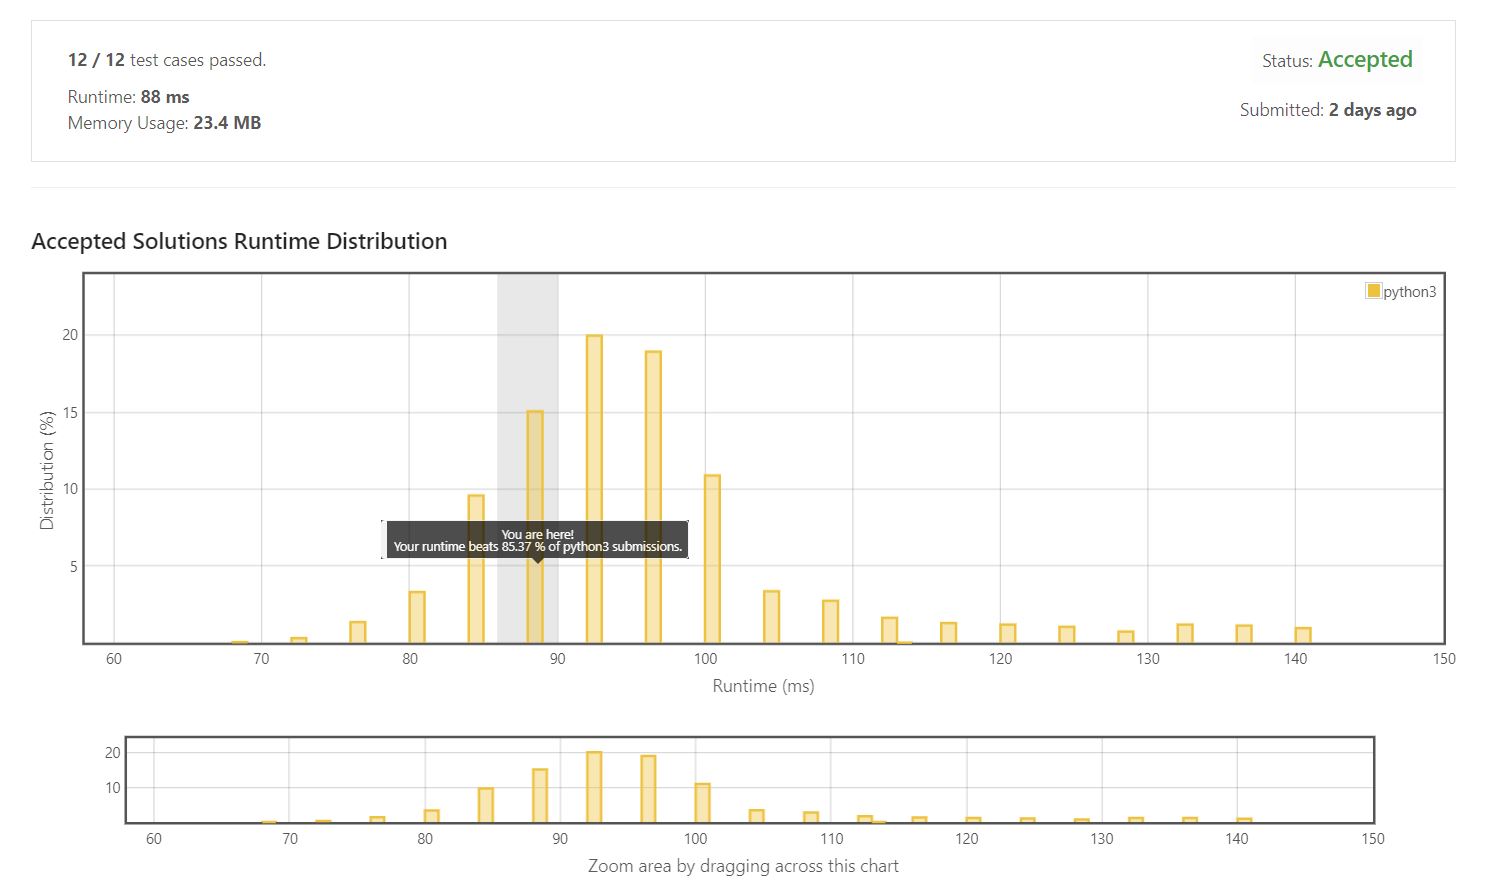 12 / 12 test cases passed.
Status: Accepted
Runtime: 88 ms
Submitted: 2 days ago
Memory Usage: 23.4 MB
Accepted Solutions Runtime Distribution
python3
20
15
10
5
Distribution (%)
You are here!
Your runtime beats 85.37 % of python3 submissions.
60 70 80 90 100 110 120 130 140 150
Runtime (ms)
20
10
60 70 80 90 100 110 120 130 140 150
Zoom area by dragging across this chart